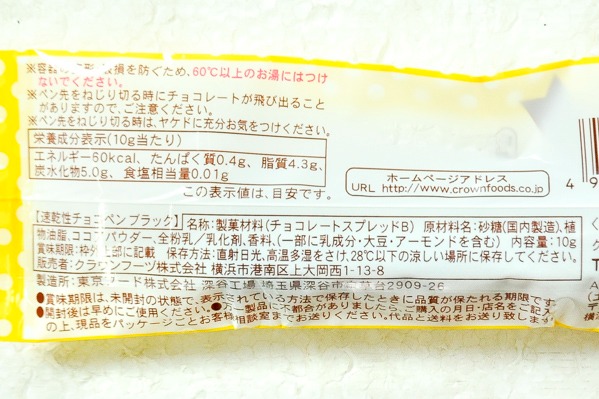 ※容器の変形、破損を防ぐため、60℃以上のお湯にはつけ
ないでください。
※ペン先をねじり切る時にチョコレートが飛び出ること
がありますので、ご注意ください。
※ペン先をねじり切る時は、ヤケドに充分お気をつけください。
栄養成分表示(10g当たり)
エネルギー60kcal、たんぱく質0.4g、脂質4.3g、
炭水化物5.0g、食塩相当量0.01g
この表示値は、目安です。
ホームページアドレス
URL http://www.crownfoods.co.jp
4 9
【速乾性チョコペン ブラック】名称:製菓材料(チョコレートスプレッドB) 原材料名:砂糖(国内製造)、植
物油脂、ココアパウダー、全粉乳/乳化剤、香料、(一部に乳成分・大豆・アーモンドを含む) 内容量:10g
賞味期限:枠外上部に記載 保存方法:直射日光、高温多湿をさけ、28℃以下の涼しい場所に保存してください。
販売者:クラウンフーヅ株式会社 横浜市港南区上大岡西1-13-8
製造所:東京フード株式会社 深谷工場 埼玉県深谷市 台2909-26
●賞味期限は、未開封の状態で、表示されている方法で保存したときに品質が保たれる期限です
●開封後は早めにご使用ください。●万一製品に不都合がありましたら、ご購入の月日・店名をご記入
の上、現品をパッケージごとお客様相談室までお送りください。代品と送料をお送り致しま